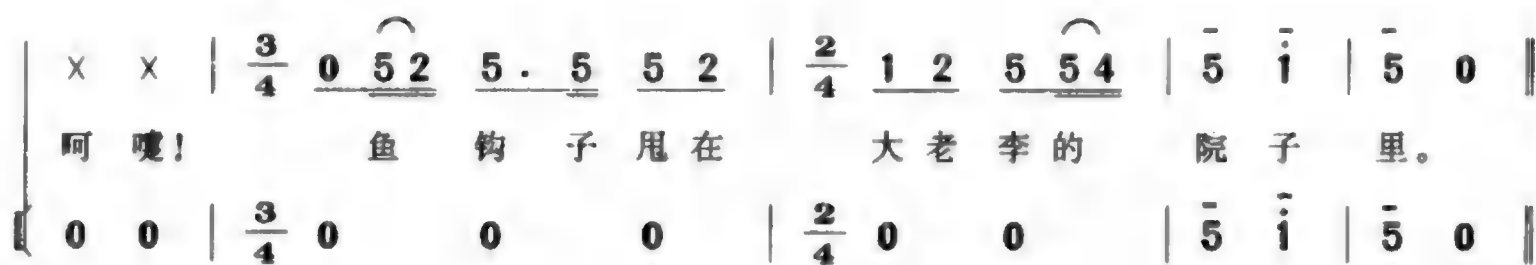 × × | 3/4 0 5 2 5 . 5 5 2 | 2/4 1 2 5 5 4 | 5 i | 5 0 ‖
呵 嚏! 鱼 钩 子 甩 在 大 老 李 的 院 子 里。
0 0 | 3/4 0 0 0 | 2/4 0 0 | 5 i | 5 0 ‖